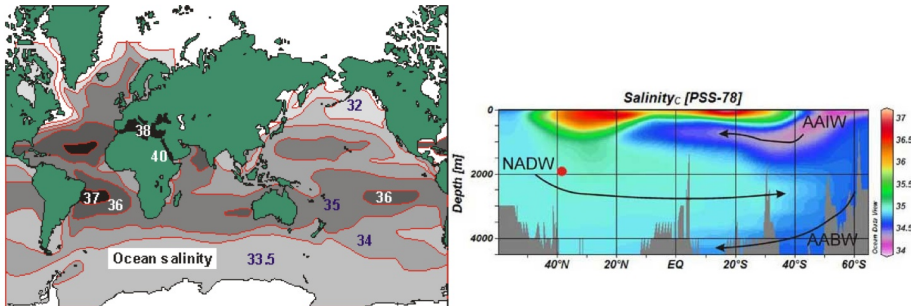 32
38
40
37
36
35
36
34
33.5
Ocean salinity
Salinityc [PSS-78]
Depth [m]
0
2000
4000
AAIW
NADW
AABW
40°N
20°N
EQ
20°S
40°S
60°S
37
36.5
36
35.5
35
34.5
34
Ocean Data View